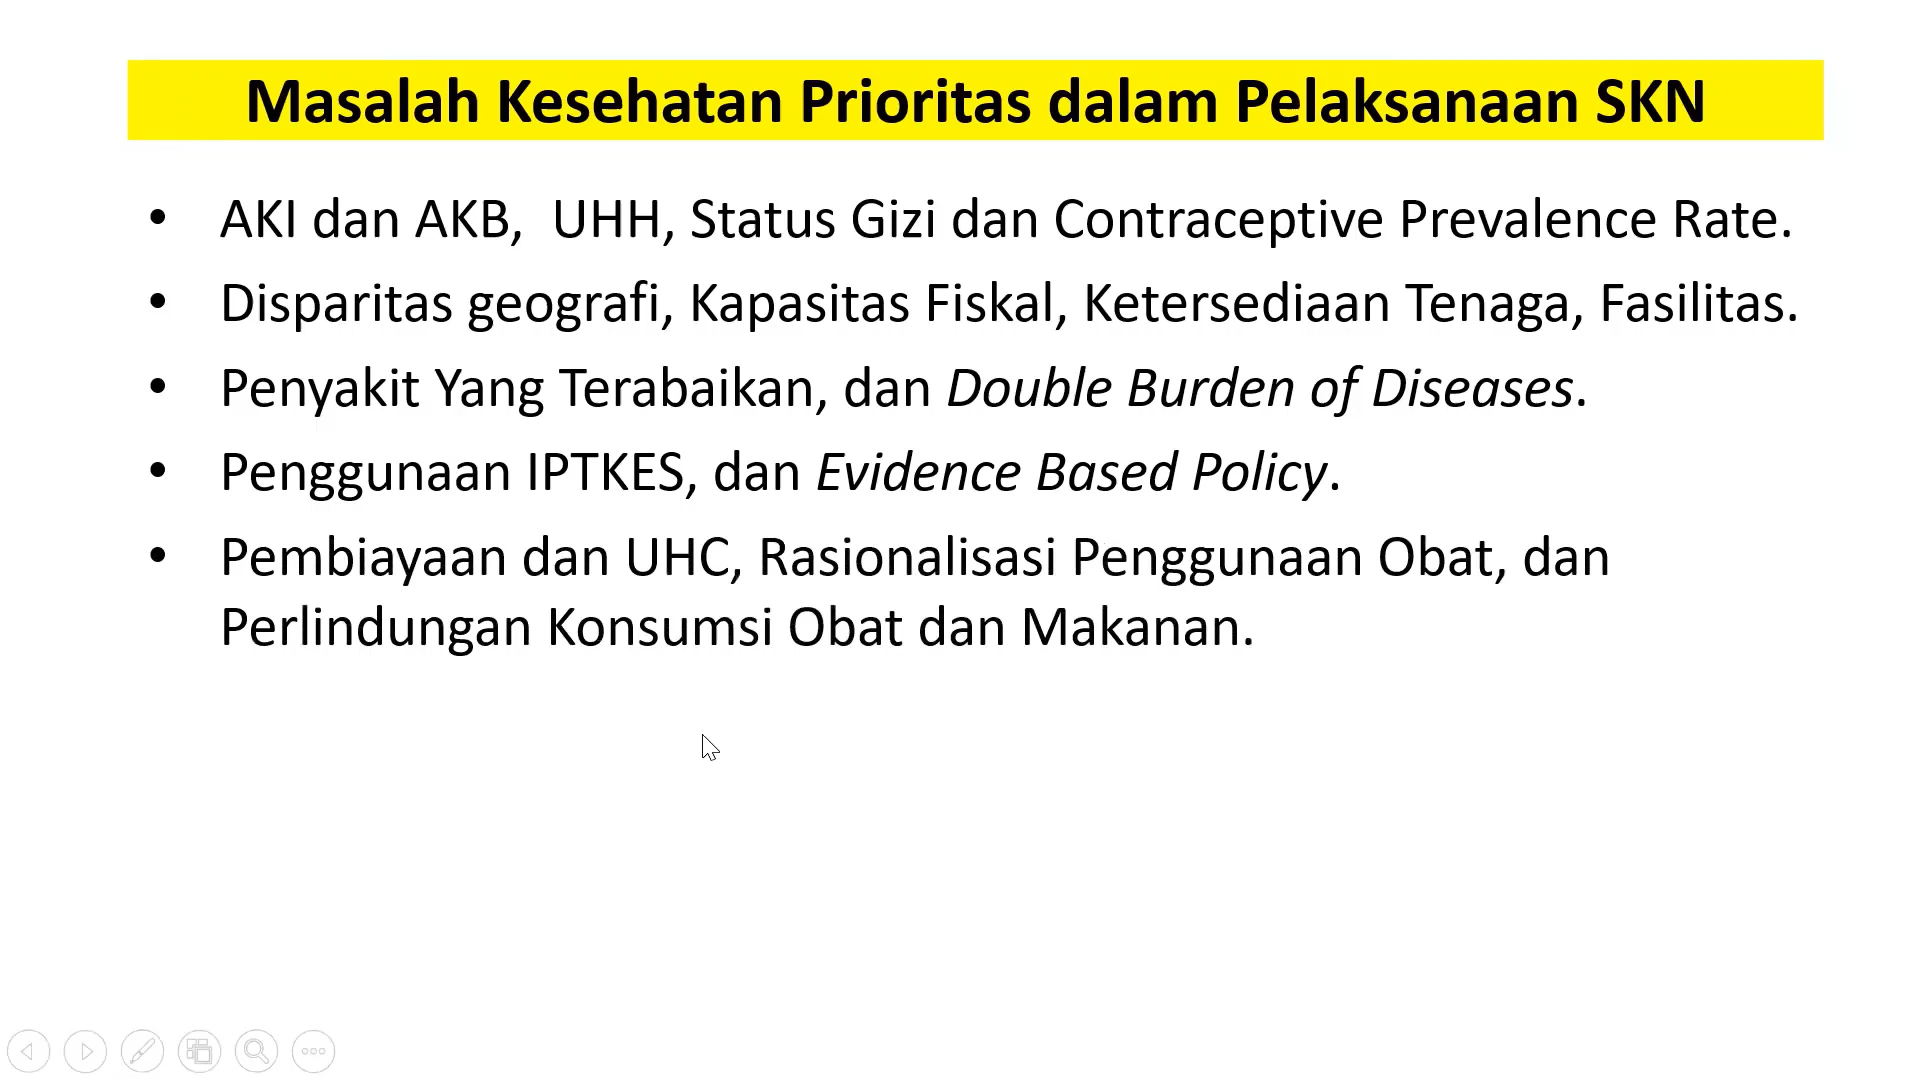 Masalah Kesehatan Prioritas dalam Pelaksanaan SKN
• AKI dan AKB,  UHH, Status Gizi dan Contraceptive Prevalence Rate.
• Disparitas geografi, Kapasitas Fiskal, Ketersediaan Tenaga, Fasilitas.
• Penyakit Yang Terabaikan, dan Double Burden of Diseases.
• Penggunaan IPTKES, dan Evidence Based Policy.
• Pembiayaan dan UHC, Rasionalisasi Penggunaan Obat, dan
Perlindungan Konsumsi Obat dan Makanan.